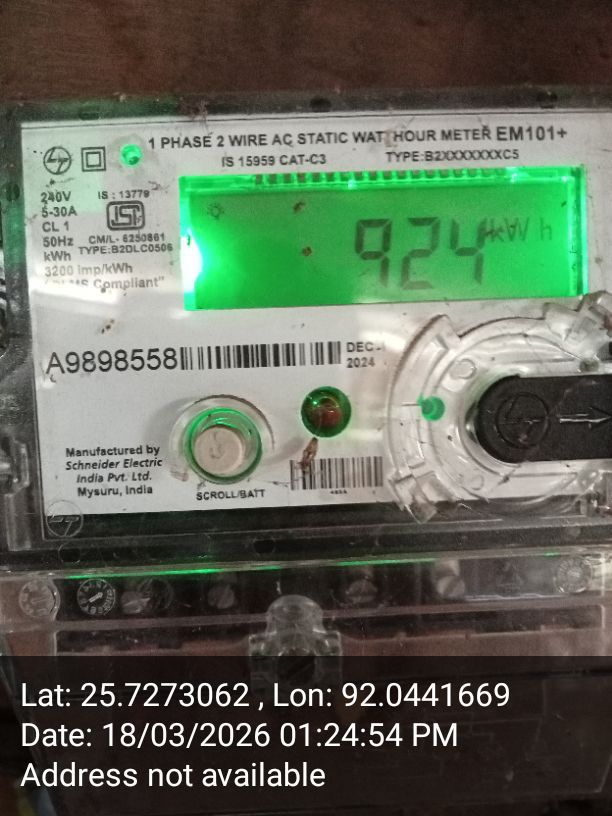 1 PHASE 2 WIRE AC STATIC WATTHOUR METER EM101+
IS 15959 CAT-C3 TYPE:B2XXXXXXXC5
240V IS : 13779
5-30A
CL 1
50Hz CM/L- 6250861
kWh TYPE:B2DLC0506
3200 imp/kWh
Compliant"
924 kWh
A9898558
DEC -
2024
Manufactured by
Schneider Electric
India Pvt. Ltd.
Mysuru, India
SCROLL/BATT
Lat: 25.7273062 , Lon: 92.0441669
Date: 18/03/2026 01:24:54 PM
Address not available